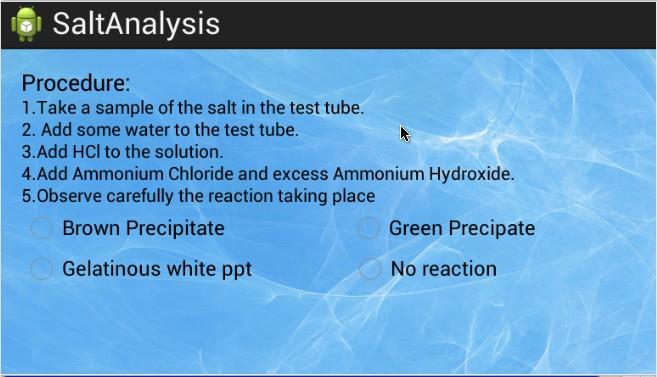 SaltAnalysis
Procedure:
1.Take a sample of the salt in the test tube.
2. Add some water to the test tube.
3.Add HCl to the solution.
4.Add Ammonium Chloride and excess Ammonium Hydroxide.
5.Observe carefully the reaction taking place
Brown Precipitate
Green Precipate
Gelatinous white ppt
No reaction